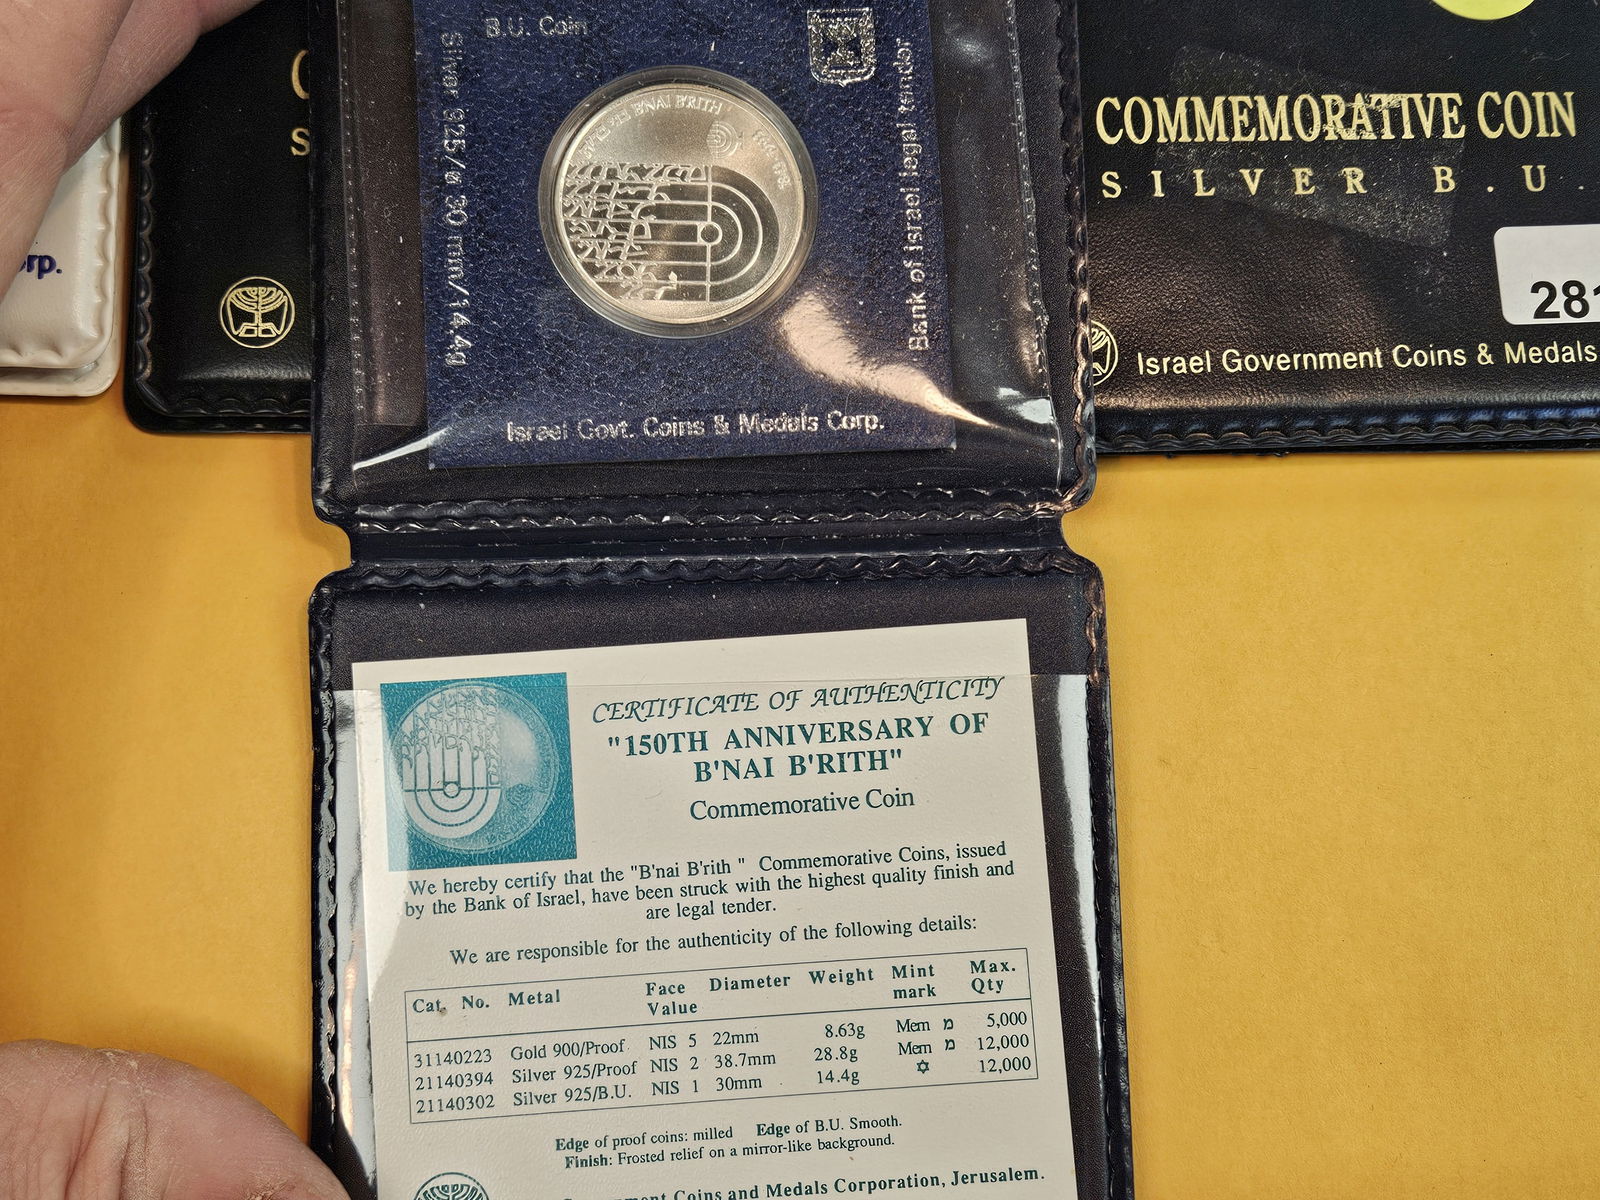 B.U. Coin
Silver 925/ø 30 mm/14.4g
Bank of Israel legal tender
B'NAI B'RITH
Israel Govt. Coins & Medals Corp.
rp.
COMMEMORATIVE COIN
SILVER B.U.
281
Israel Government Coins & Medals
CERTIFICATE OF AUTHENTICITY
"150TH ANNIVERSARY OF
B'NAI B'RITH"
Commemorative Coin
We hereby certify that the "B'nai B'rith " Commemorative Coins, issued
by the Bank of Israel, have been struck with the highest quality finish and
are legal tender.
We are responsible for the authenticity of the following details:
Cat. No. Metal Face Value Diameter Weight Mint mark Max. Qty
31140223 Gold 900/Proof NIS 5 22mm 8.63g Mem מ 5,000
21140394 Silver 925/Proof NIS 2 38.7mm 28.8g Mem מ 12,000
21140302 Silver 925/B.U. NIS 1 30mm 14.4g ✡ 12,000
Edge of proof coins: milled Edge of B.U. Smooth.
Finish: Frosted relief on a mirror-like background.
Government Coins and Medals Corporation, Jerusalem.